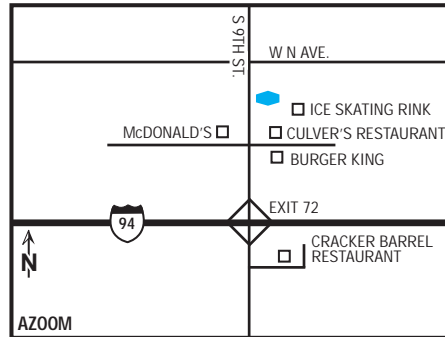 S 9TH ST.
W N AVE.
ICE SKATING RINK
McDONALD'S
CULVER'S RESTAURANT
BURGER KING
EXIT 72
94
N
CRACKER BARREL
RESTAURANT
AZOOM